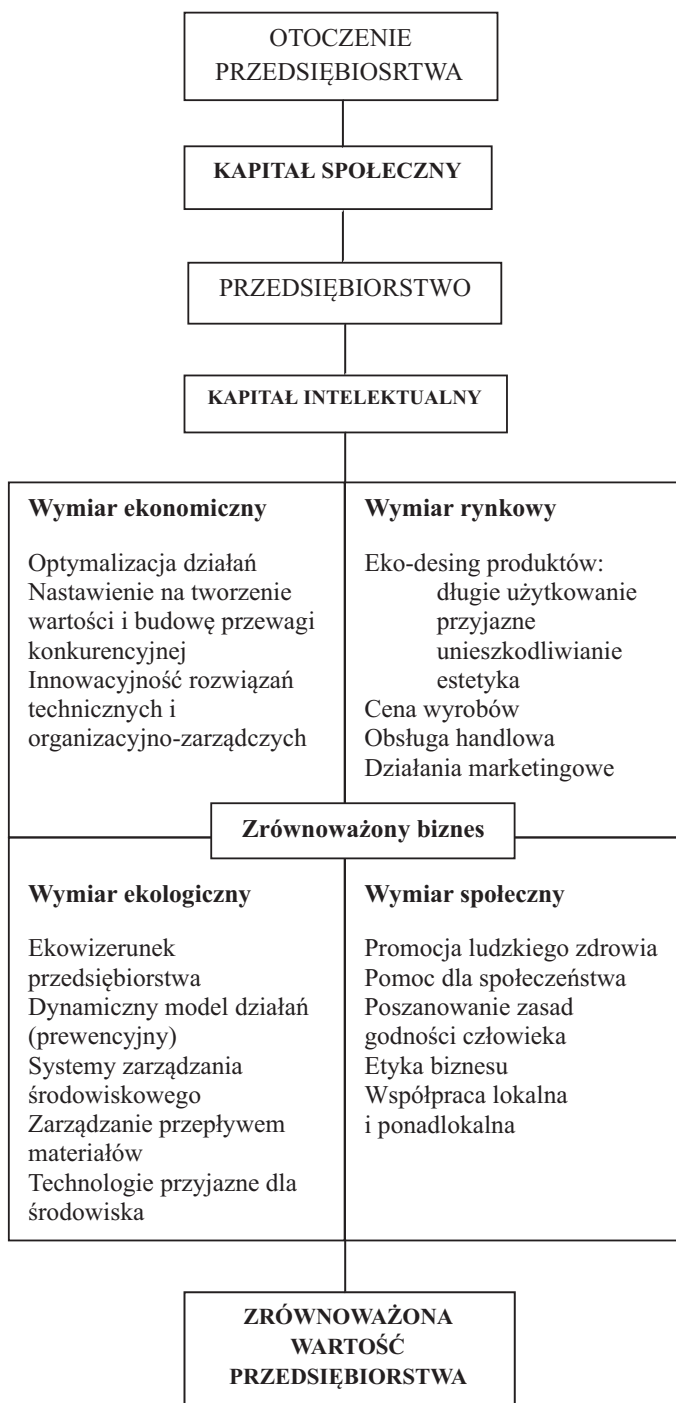 OTOCZENIE
PRZEDSIĘBIOSRTWA
KAPITAŁ SPOŁECZNY
PRZEDSIĘBIORSTWO
KAPITAŁ INTELEKTUALNY
Wymiar ekonomiczny
Optymalizacja działań
Nastawienie na tworzenie
wartości i budowę przewagi
konkurencyjnej
Innowacyjność rozwiązań
technicznych i
organizacyjno-zarządczych
Wymiar rynkowy
Eko-desing produktów:
długie użytkowanie
przyjazne
unieszkodliwianie
estetyka
Cena wyrobów
Obsługa handlowa
Działania marketingowe
Zrównoważony biznes
Wymiar ekologiczny
Ekowizerunek
przedsiębiorstwa
Dynamiczny model działań
(prewencyjny)
Systemy zarządzania
środowiskowego
Zarządzanie przepływem
materiałów
Technologie przyjazne dla
środowiska
Wymiar społeczny
Promocja ludzkiego zdrowia
Pomoc dla społeczeństwa
Poszanowanie zasad
godności człowieka
Etyka biznesu
Współpraca lokalna
i ponadlokalna
ZRÓWNOWAŻONA
WARTOŚĆ
PRZEDSIĘBIORSTWA